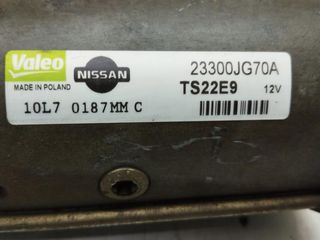 Valeo
NISSAN
23300JG70A
MADE IN POLAND
TS22E9
12V
10L7 0187MM C